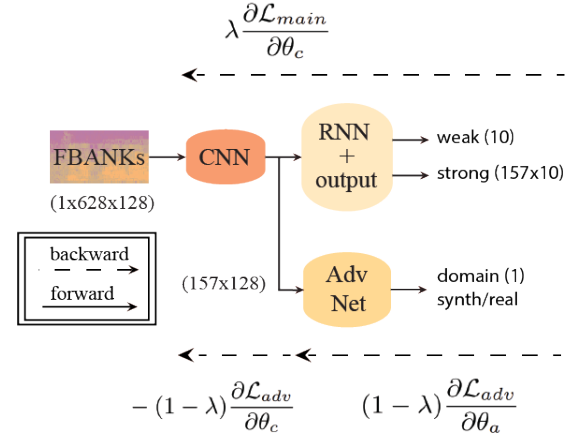 λ ∂ℒ_main / ∂θ_c
FBANKs
(1x628x128)
CNN
RNN
+
output
weak (10)
strong (157x10)
backward
forward
(157x128)
Adv
Net
domain (1)
synth/real
− (1 − λ) ∂ℒ_adv / ∂θ_c
(1 − λ) ∂ℒ_adv / ∂θ_a